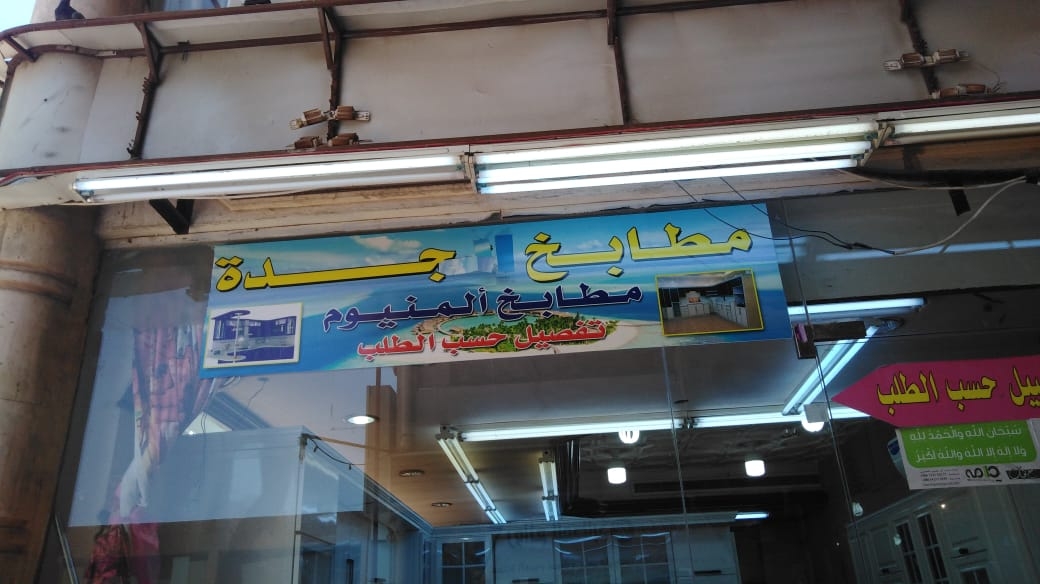 مطابخ جدة
مطابخ ألمنيوم
تفصيل حسب الطلب
حسب الطلب
سبحان الله والحمد لله
ولا إله إلا الله والله أكبر